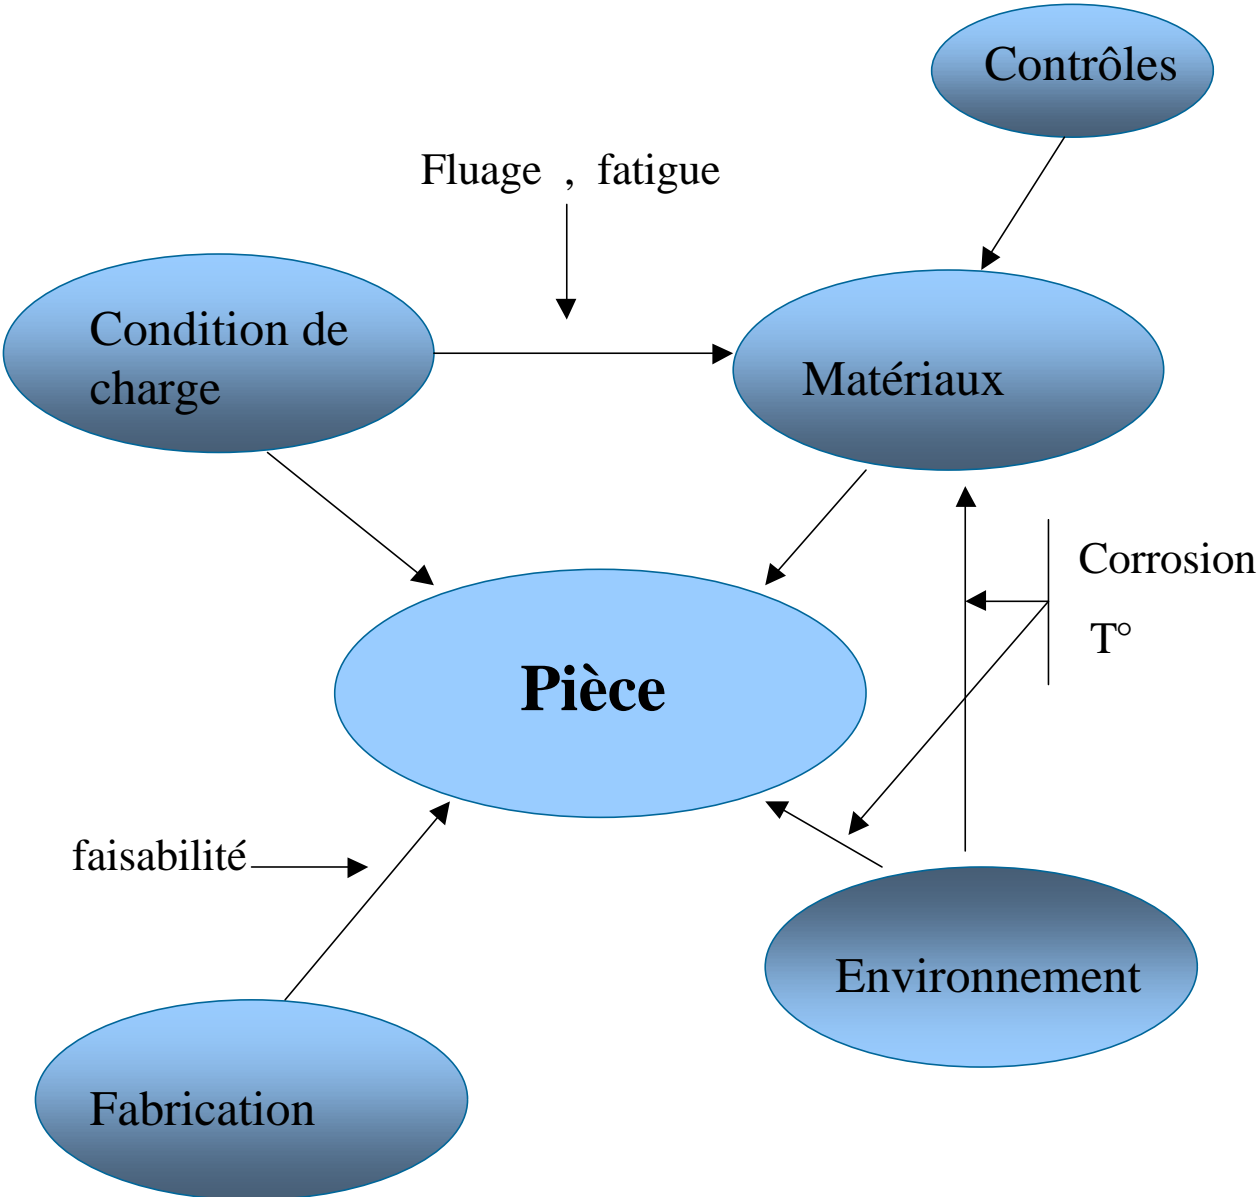 Contrôles
Fluage , fatigue
Condition de
charge
Matériaux
Corrosion
T°
Pièce
faisabilité
Environnement
Fabrication